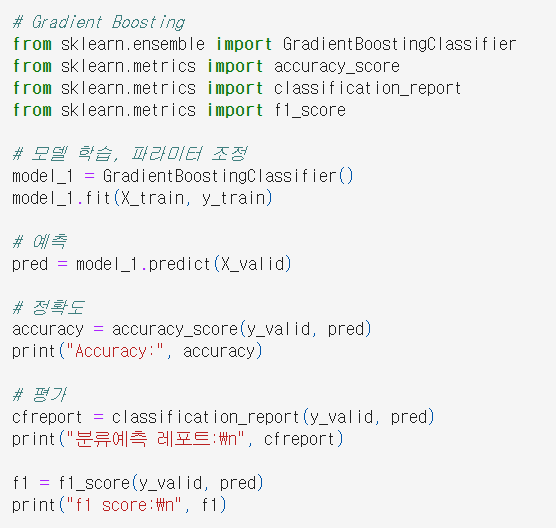 # Gradient Boosting
from sklearn.ensemble import GradientBoostingClassifier
from sklearn.metrics import accuracy_score
from sklearn.metrics import classification_report
from sklearn.metrics import f1_score
# 모델 학습, 파라미터 조정
model_1 = GradientBoostingClassifier()
model_1.fit(X_train, y_train)
# 예측
pred = model_1.predict(X_valid)
# 정확도
accuracy = accuracy_score(y_valid, pred)
print("Accuracy:", accuracy)
# 평가
cfreport = classification_report(y_valid, pred)
print("분류예측 레포트:₩n", cfreport)
f1 = f1_score(y_valid, pred)
print("f1 score:₩n", f1)